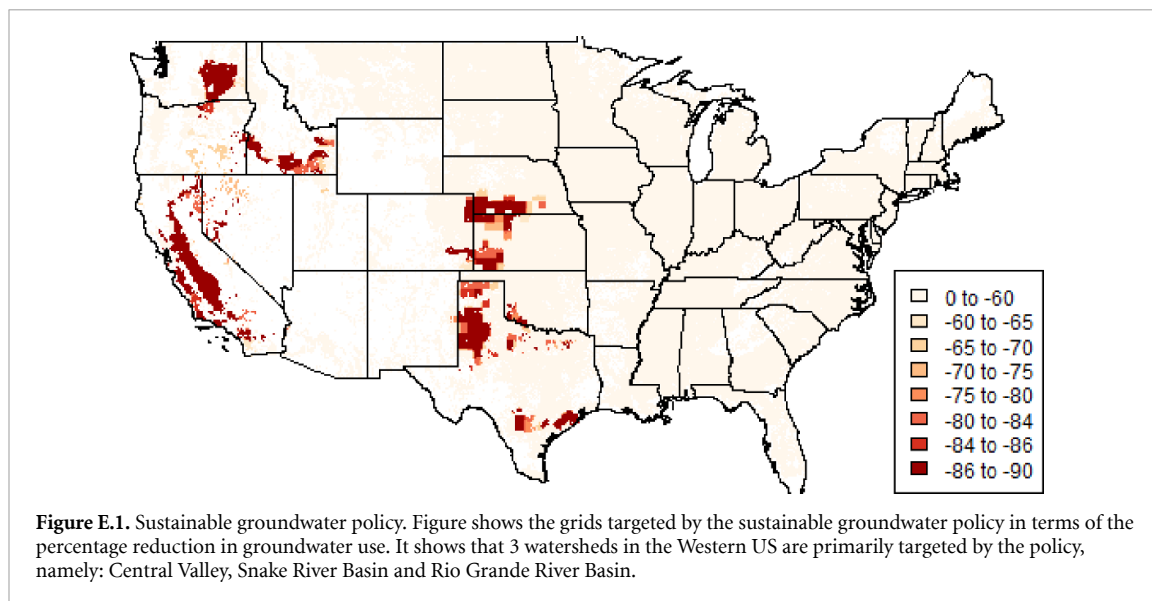 0 to -60
-60 to -65
-65 to -70
-70 to -75
-75 to -80
-80 to -84
-84 to -86
-86 to -90
Figure E.1. Sustainable groundwater policy. Figure shows the grids targeted by the sustainable groundwater policy in terms of the
percentage reduction in groundwater use. It shows that 3 watersheds in the Western US are primarily targeted by the policy,
namely: Central Valley, Snake River Basin and Rio Grande River Basin.